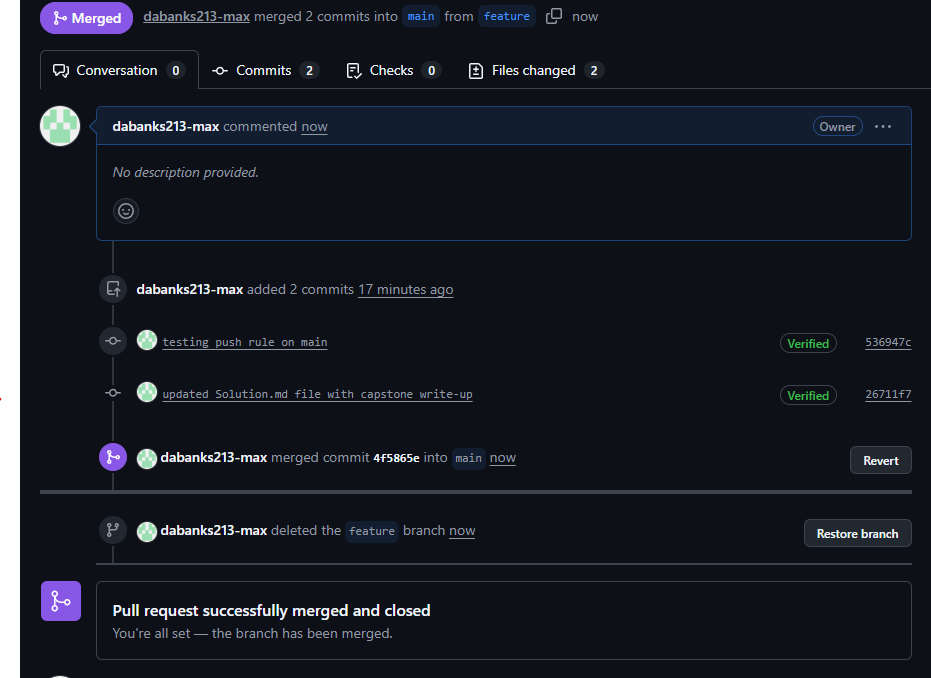 Merged dabanks213-max merged 2 commits into main from feature now
Conversation 0 Commits 2 Checks 0 Files changed 2
dabanks213-max commented now Owner
No description provided.
dabanks213-max added 2 commits 17 minutes ago
testing push rule on main Verified 536947c
updated Solution.md file with capstone write-up Verified 26711f7
dabanks213-max merged commit 4f5865e into main now Revert
dabanks213-max deleted the feature branch now Restore branch
Pull request successfully merged and closed
You're all set — the branch has been merged.